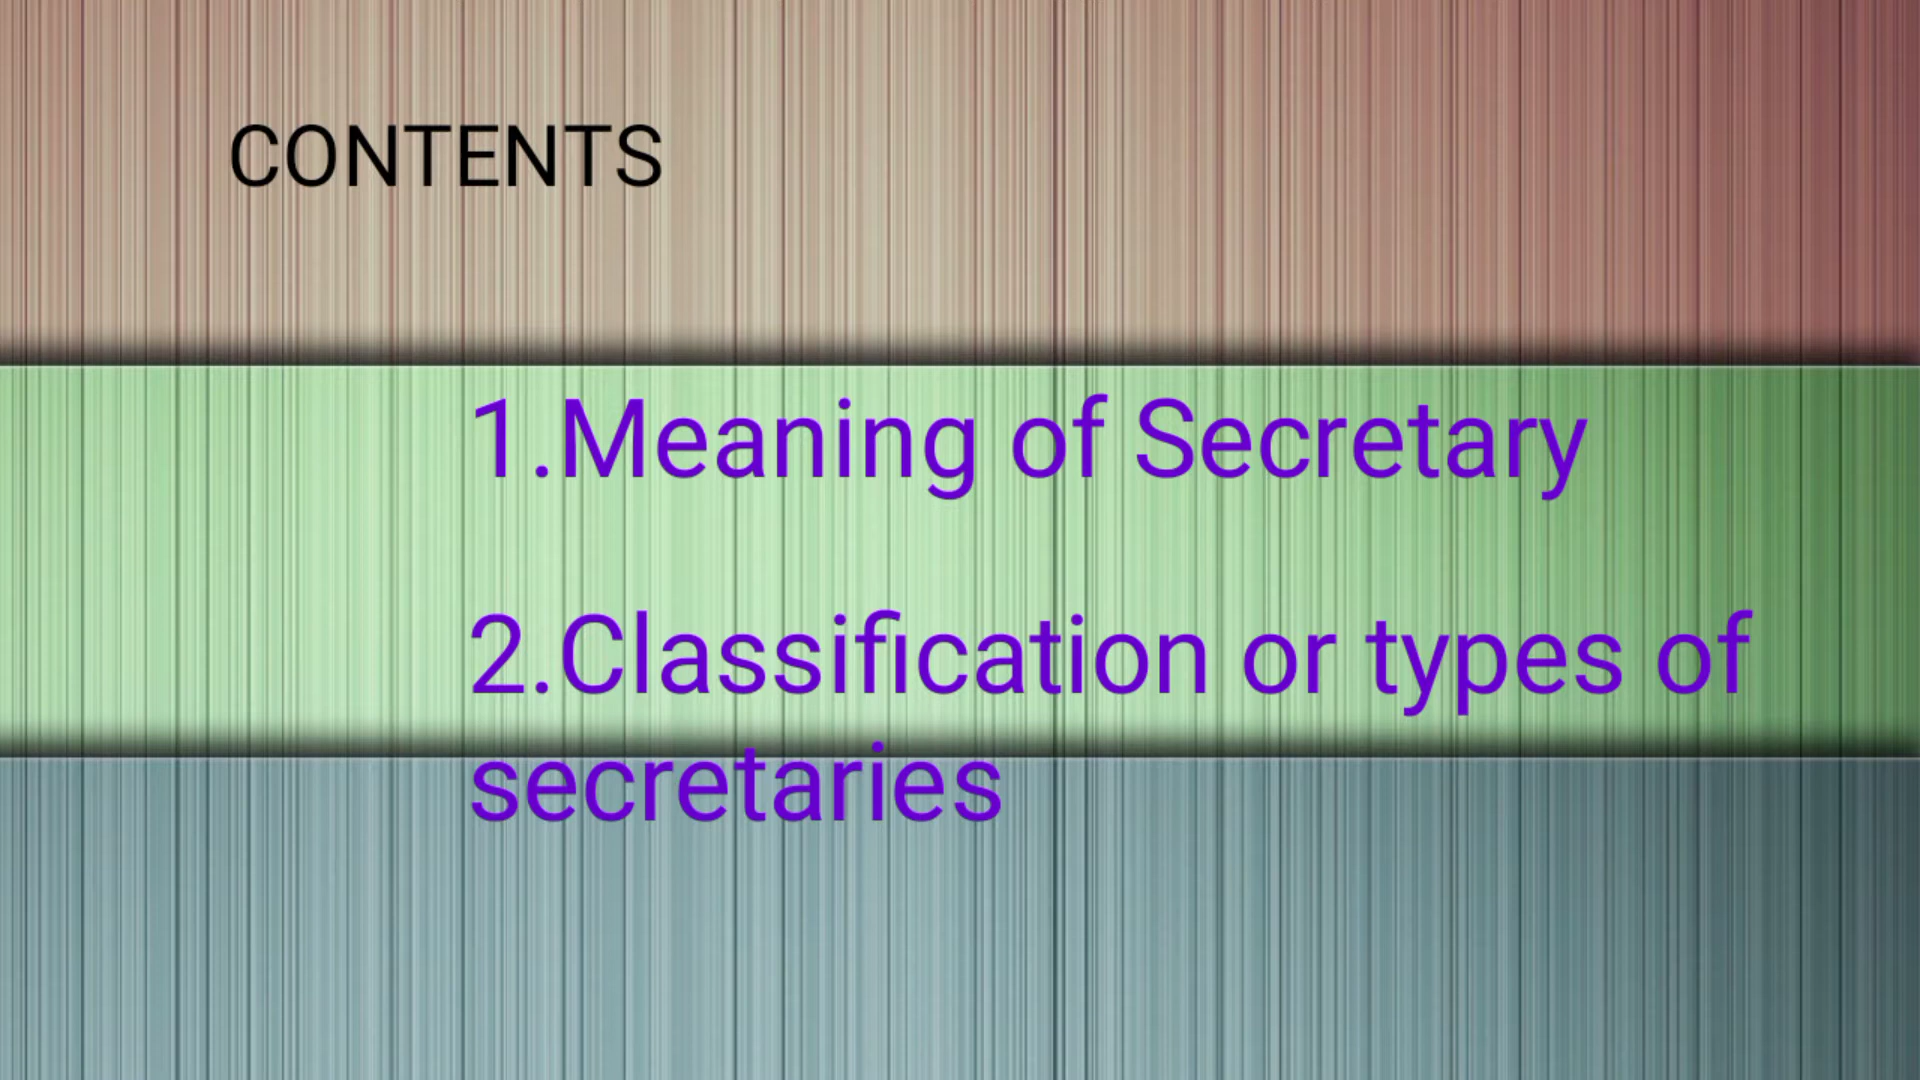 CONTENTS
1.Meaning of Secretary
2.Classification or types of
secretaries